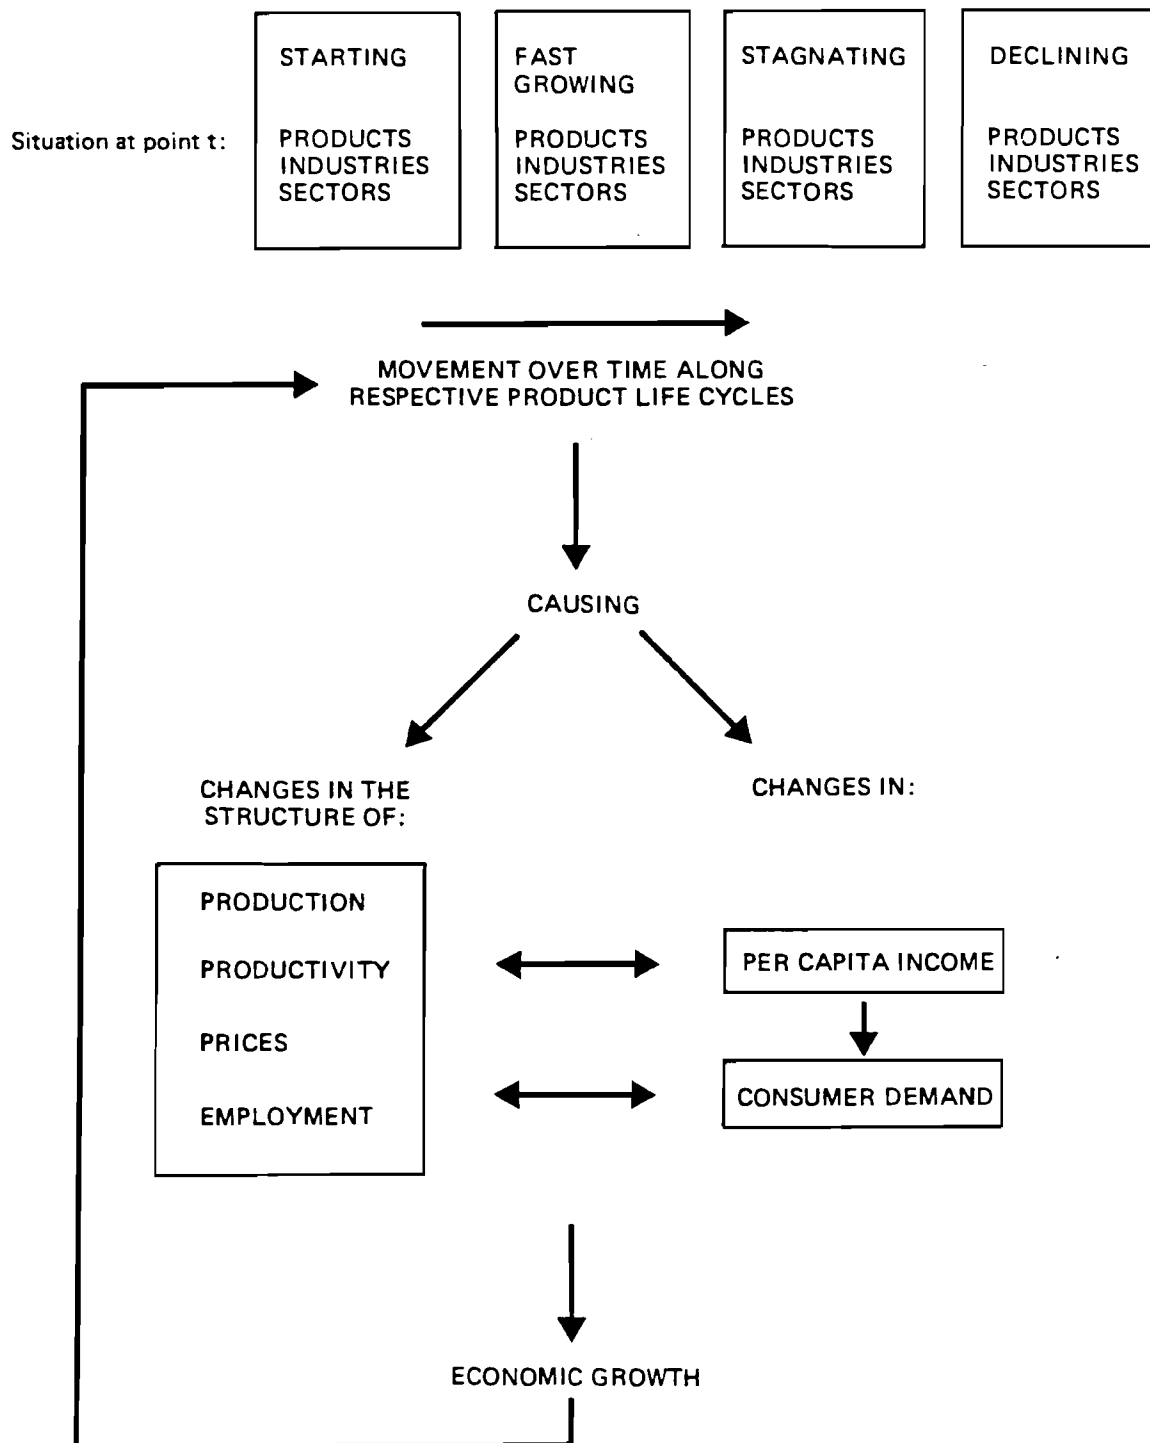 STARTING
FAST
GROWING
STAGNATING
DECLINING
Situation at point t:
PRODUCTS
INDUSTRIES
SECTORS
PRODUCTS
INDUSTRIES
SECTORS
PRODUCTS
INDUSTRIES
SECTORS
PRODUCTS
INDUSTRIES
SECTORS
MOVEMENT OVER TIME ALONG
RESPECTIVE PRODUCT LIFE CYCLES
CAUSING
CHANGES IN THE
STRUCTURE OF:
CHANGES IN:
PRODUCTION
PRODUCTIVITY
PRICES
EMPLOYMENT
PER CAPITA INCOME
CONSUMER DEMAND
ECONOMIC GROWTH